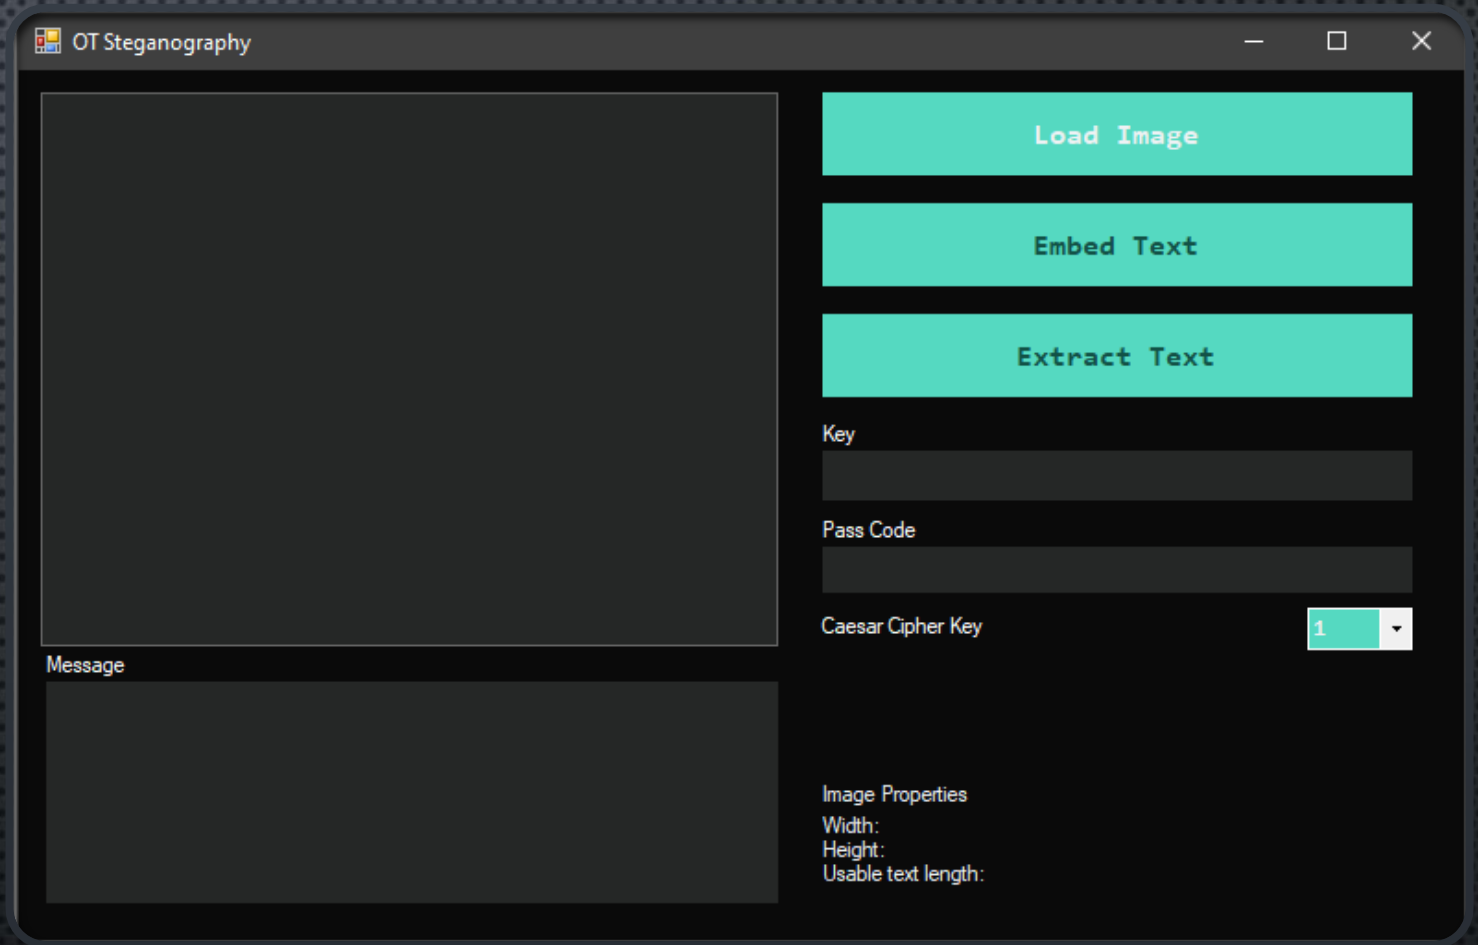 OT Steganography
Load Image
Embed Text
Extract Text
Key
Pass Code
Caesar Cipher Key
1
Message
Image Properties
Width:
Height:
Usable text length: